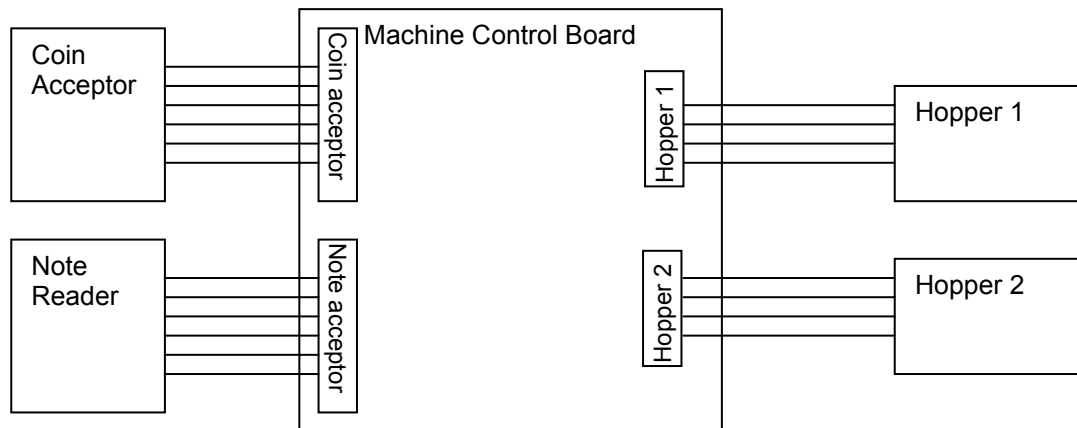 Coin
Acceptor
Coin acceptor
Machine Control Board
Hopper 1
Hopper 1
Note
Reader
Note acceptor
Hopper 2
Hopper 2